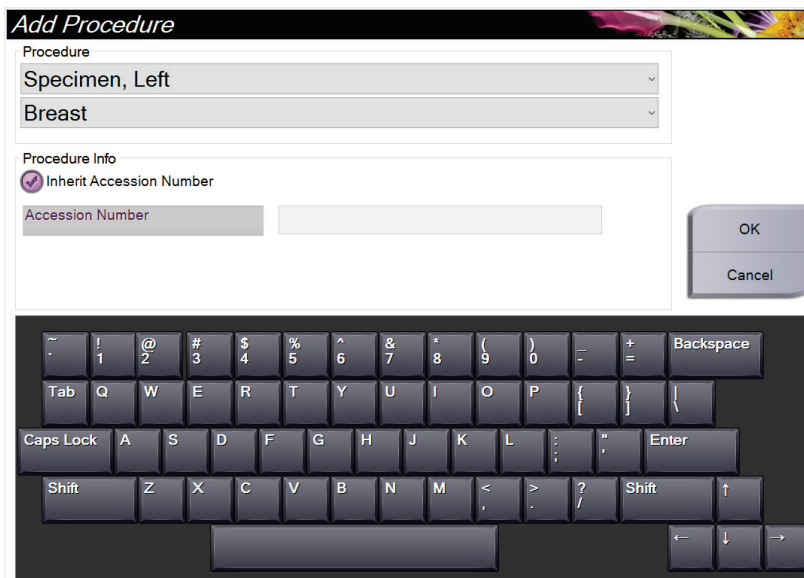 Add Procedure
Procedure
Specimen, Left
Breast
Procedure Info
Inherit Accession Number
Accession Number
OK
Cancel
~ ! @ # $ % ^ & * ( ) _ + Backspace
` 1 2 3 4 5 6 7 8 9 0 - =
Tab Q W E R T Y U I O P { } |
[ ] \
Caps Lock A S D F G H J K L : " Enter
; '
Shift Z X C V B N M < > ? Shift ↑
, . /
← ↓ →